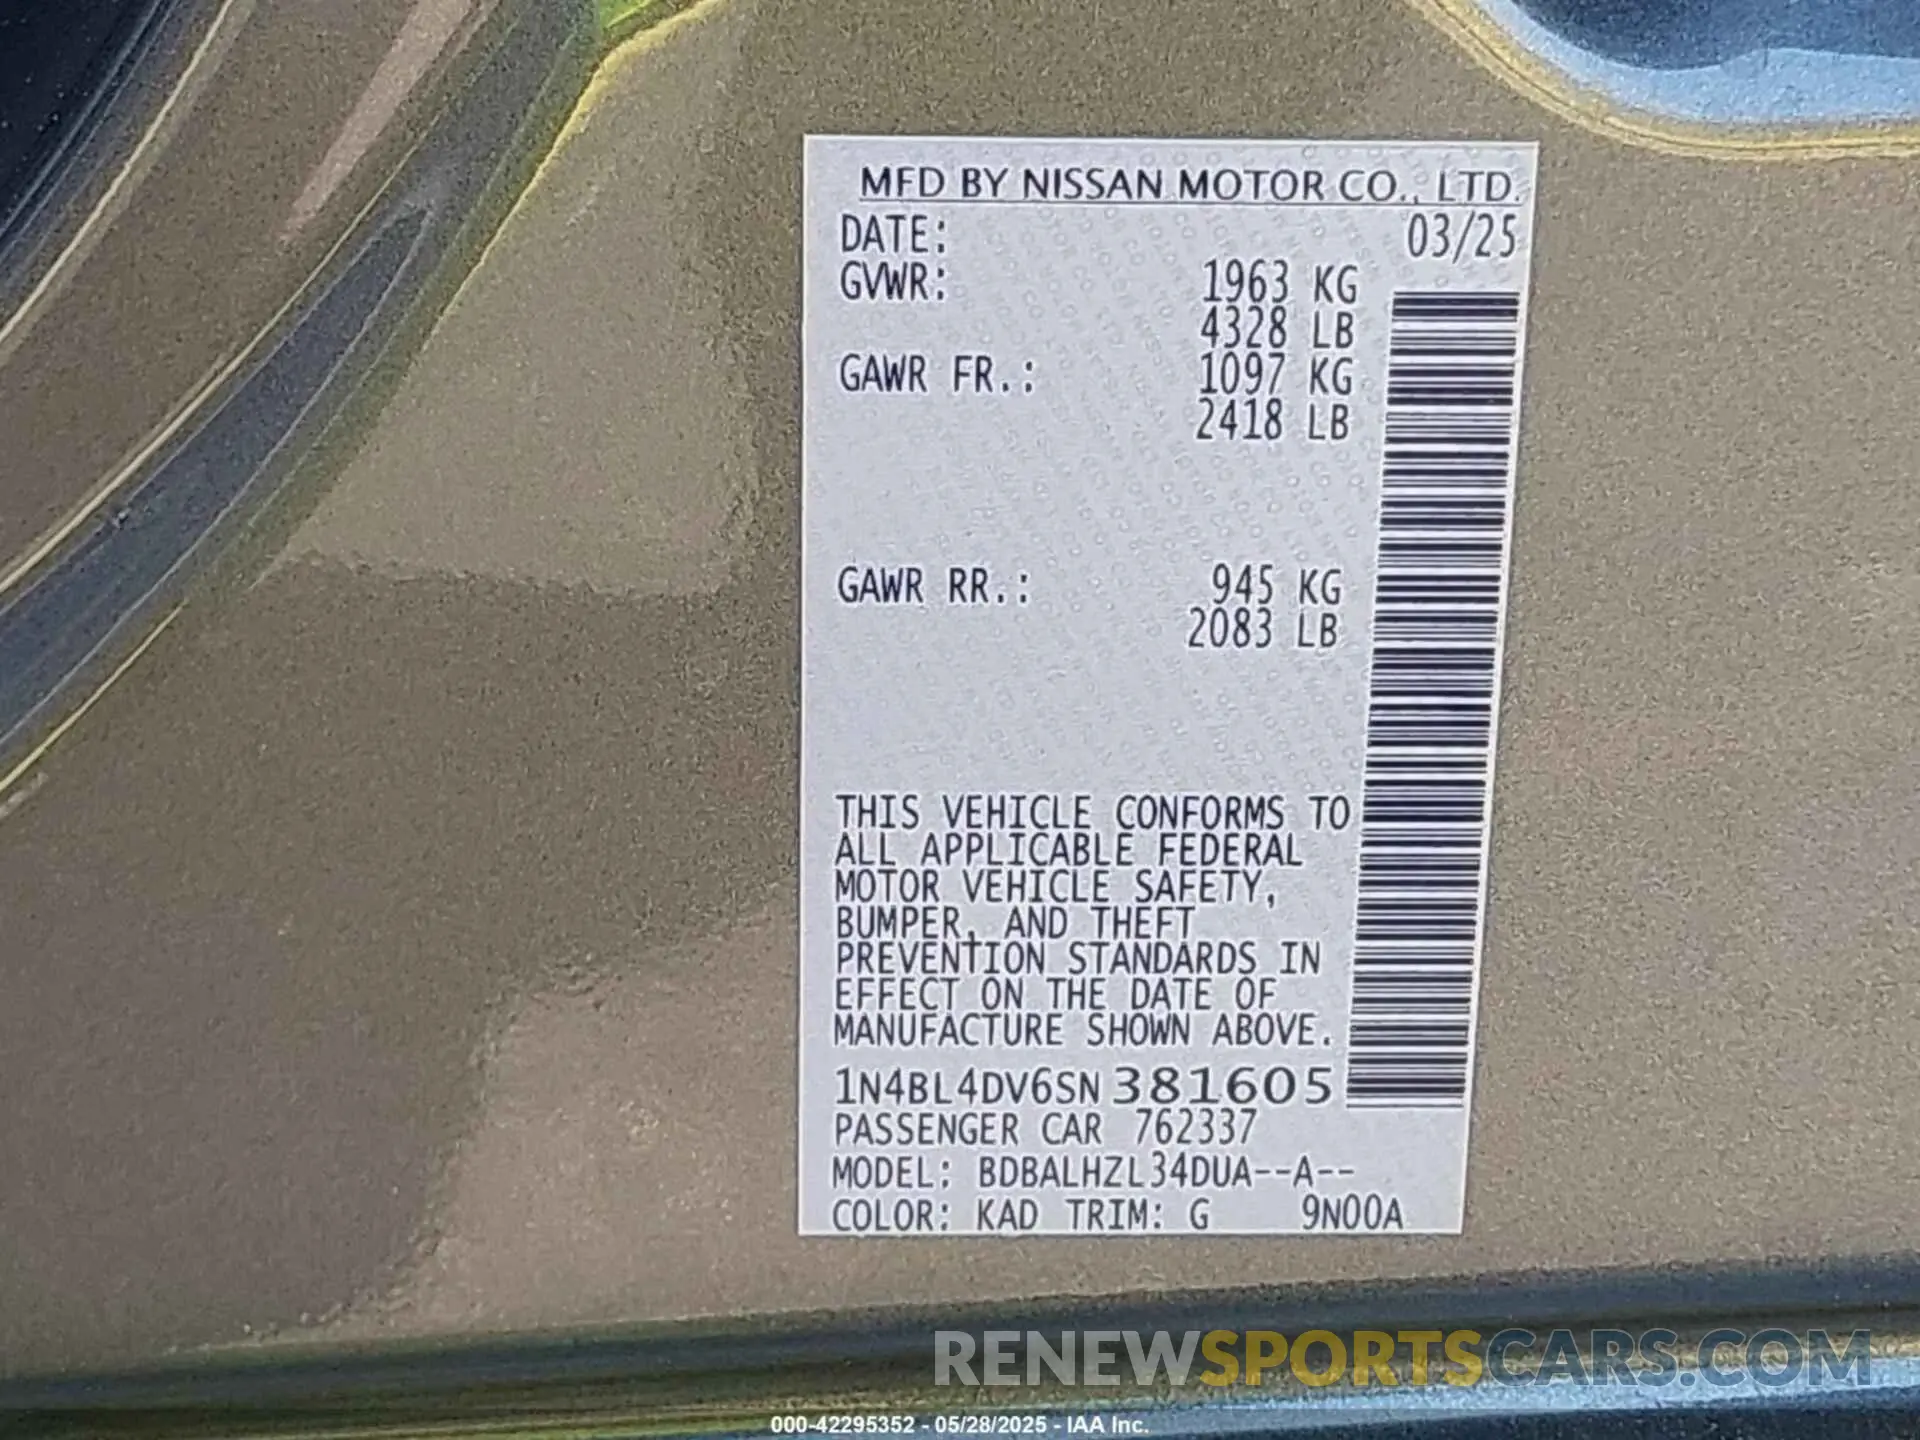 MFD BY NISSAN MOTOR CO., LTD.
DATE: 03/25
GVWR: 1963 KG
4328 LB
GAWR FR.: 1097 KG
2418 LB
GAWR RR.: 945 KG
2083 LB
THIS VEHICLE CONFORMS TO
ALL APPLICABLE FEDERAL
MOTOR VEHICLE SAFETY,
BUMPER, AND THEFT
PREVENTION STANDARDS IN
EFFECT ON THE DATE OF
MANUFACTURE SHOWN ABOVE.
1N4BL4DV6SN381605
PASSENGER CAR 762337
MODEL: BDBALHZL34DUA--A--
COLOR: KAD TRIM: G 9N00A
RENEWSPORTSCARS.COM
000-42295352 - 05/28/2025 - IAA Inc.